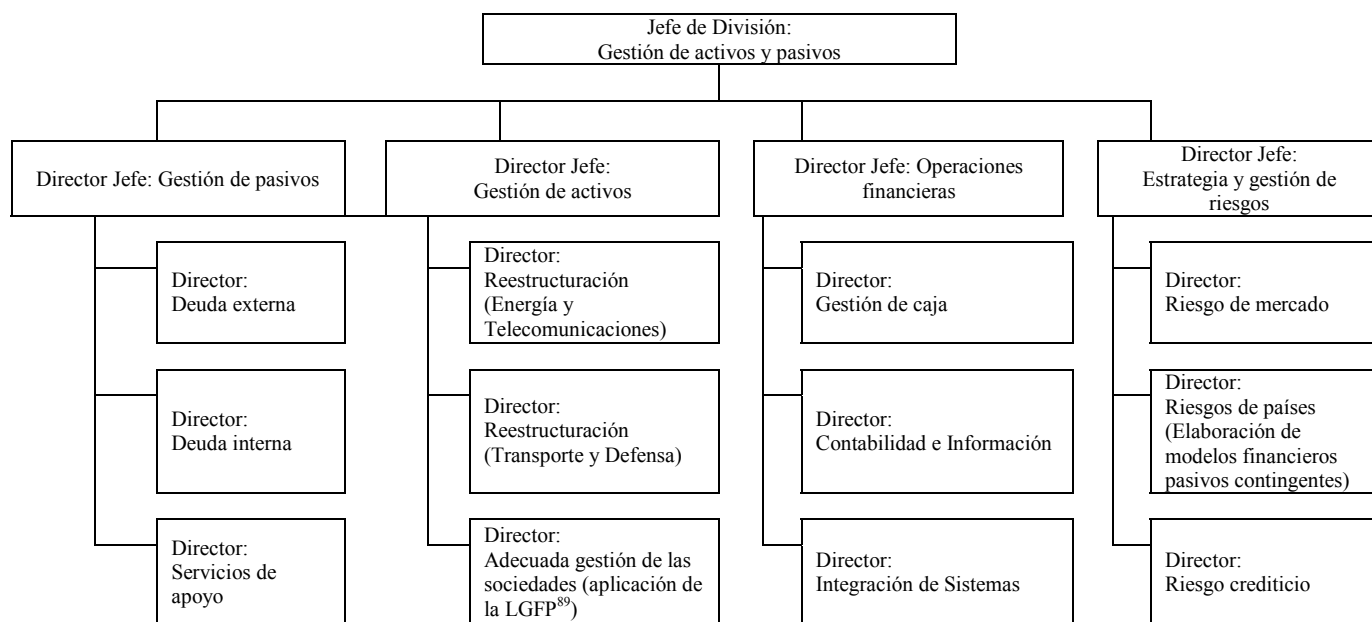 Jefe de División:
Gestión de activos y pasivos
Director Jefe: Gestión de pasivos
Director Jefe:
Gestión de activos
Director Jefe: Operaciones
financieras
Director Jefe:
Estrategia y gestión de
riesgos
Director:
Deuda externa
Director:
Reestructuración
(Energía y
Telecomunicaciones)
Director:
Gestión de caja
Director:
Riesgo de mercado
Director:
Deuda interna
Director:
Reestructuración
(Transporte y Defensa)
Director:
Contabilidad e Información
Director:
Riesgos de países
(Elaboración de
modelos financieros
pasivos contingentes)
Director:
Servicios de
apoyo
Director:
Adecuada gestión de las
sociedades (aplicación de
la LGFP⁸⁹)
Director:
Integración de Sistemas
Director:
Riesgo crediticio